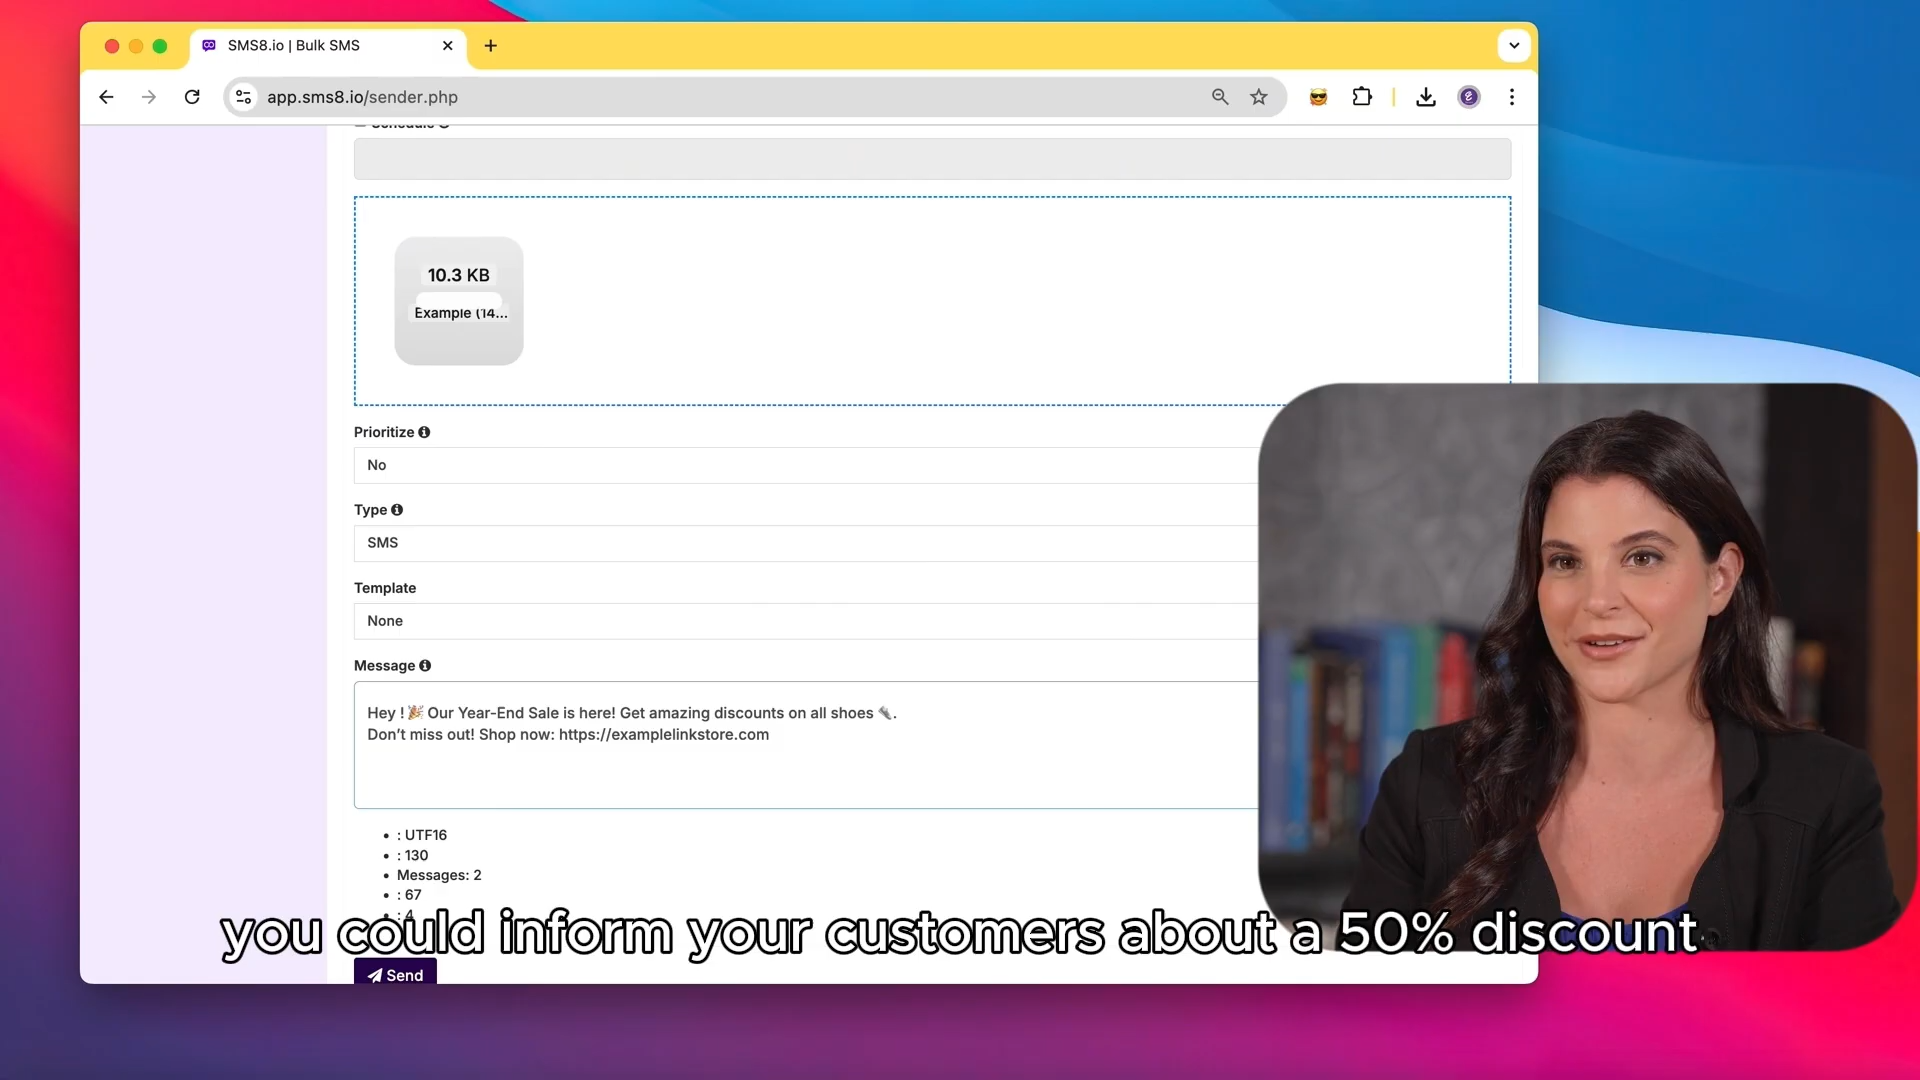 SMS8.io | Bulk SMS
app.sms8.io/sender.php
Schedule
10.3 KB
Example (14...
Prioritize
No
Type
SMS
Template
None
Message
Hey ! 🎉 Our Year-End Sale is here! Get amazing discounts on all shoes 👟.
Don’t miss out! Shop now: https://examplelinkstore.com
: UTF16
: 130
Messages: 2
: 67
: 4
you could inform your customers about a 50% discount
Send